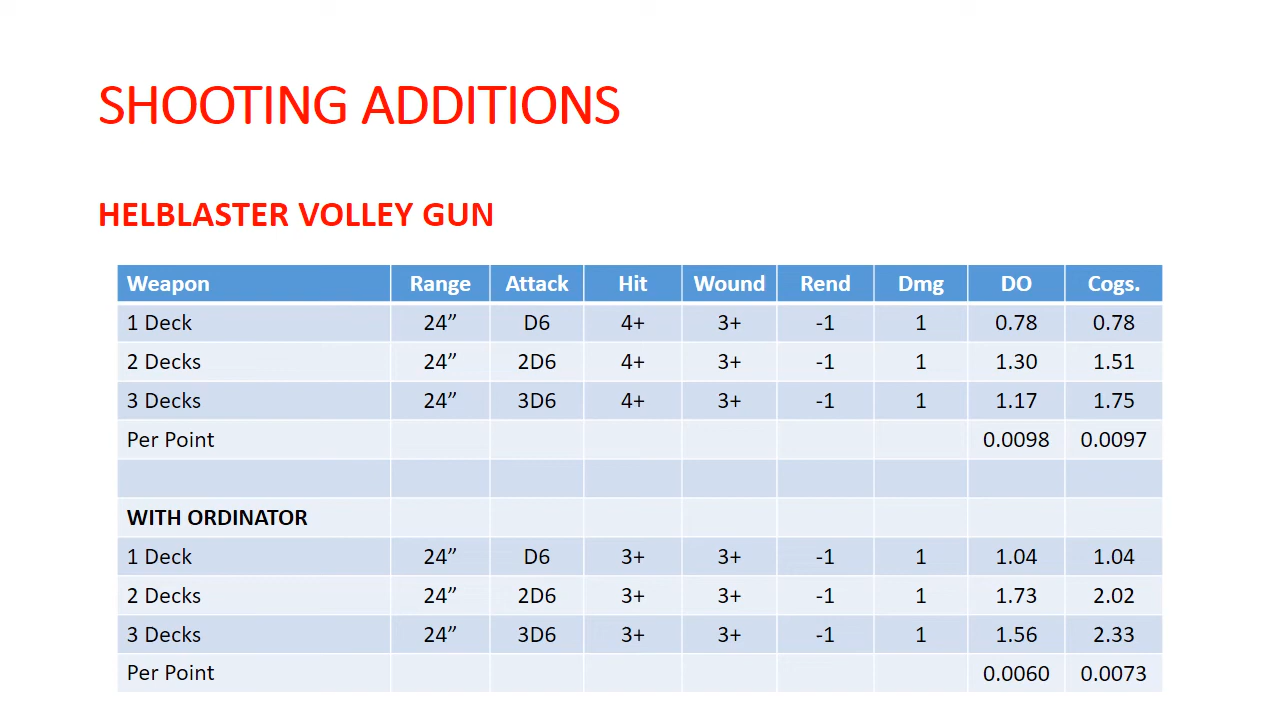 SHOOTING ADDITIONS
HELBLASTER VOLLEY GUN
Weapon Range Attack Hit Wound Rend Dmg DO Cogs.
1 Deck 24” D6 4+ 3+ -1 1 0.78 0.78
2 Decks 24” 2D6 4+ 3+ -1 1 1.30 1.51
3 Decks 24” 3D6 4+ 3+ -1 1 1.17 1.75
Per Point 0.0098 0.0097
WITH ORDINATOR
1 Deck 24” D6 3+ 3+ -1 1 1.04 1.04
2 Decks 24” 2D6 3+ 3+ -1 1 1.73 2.02
3 Decks 24” 3D6 3+ 3+ -1 1 1.56 2.33
Per Point 0.0060 0.0073